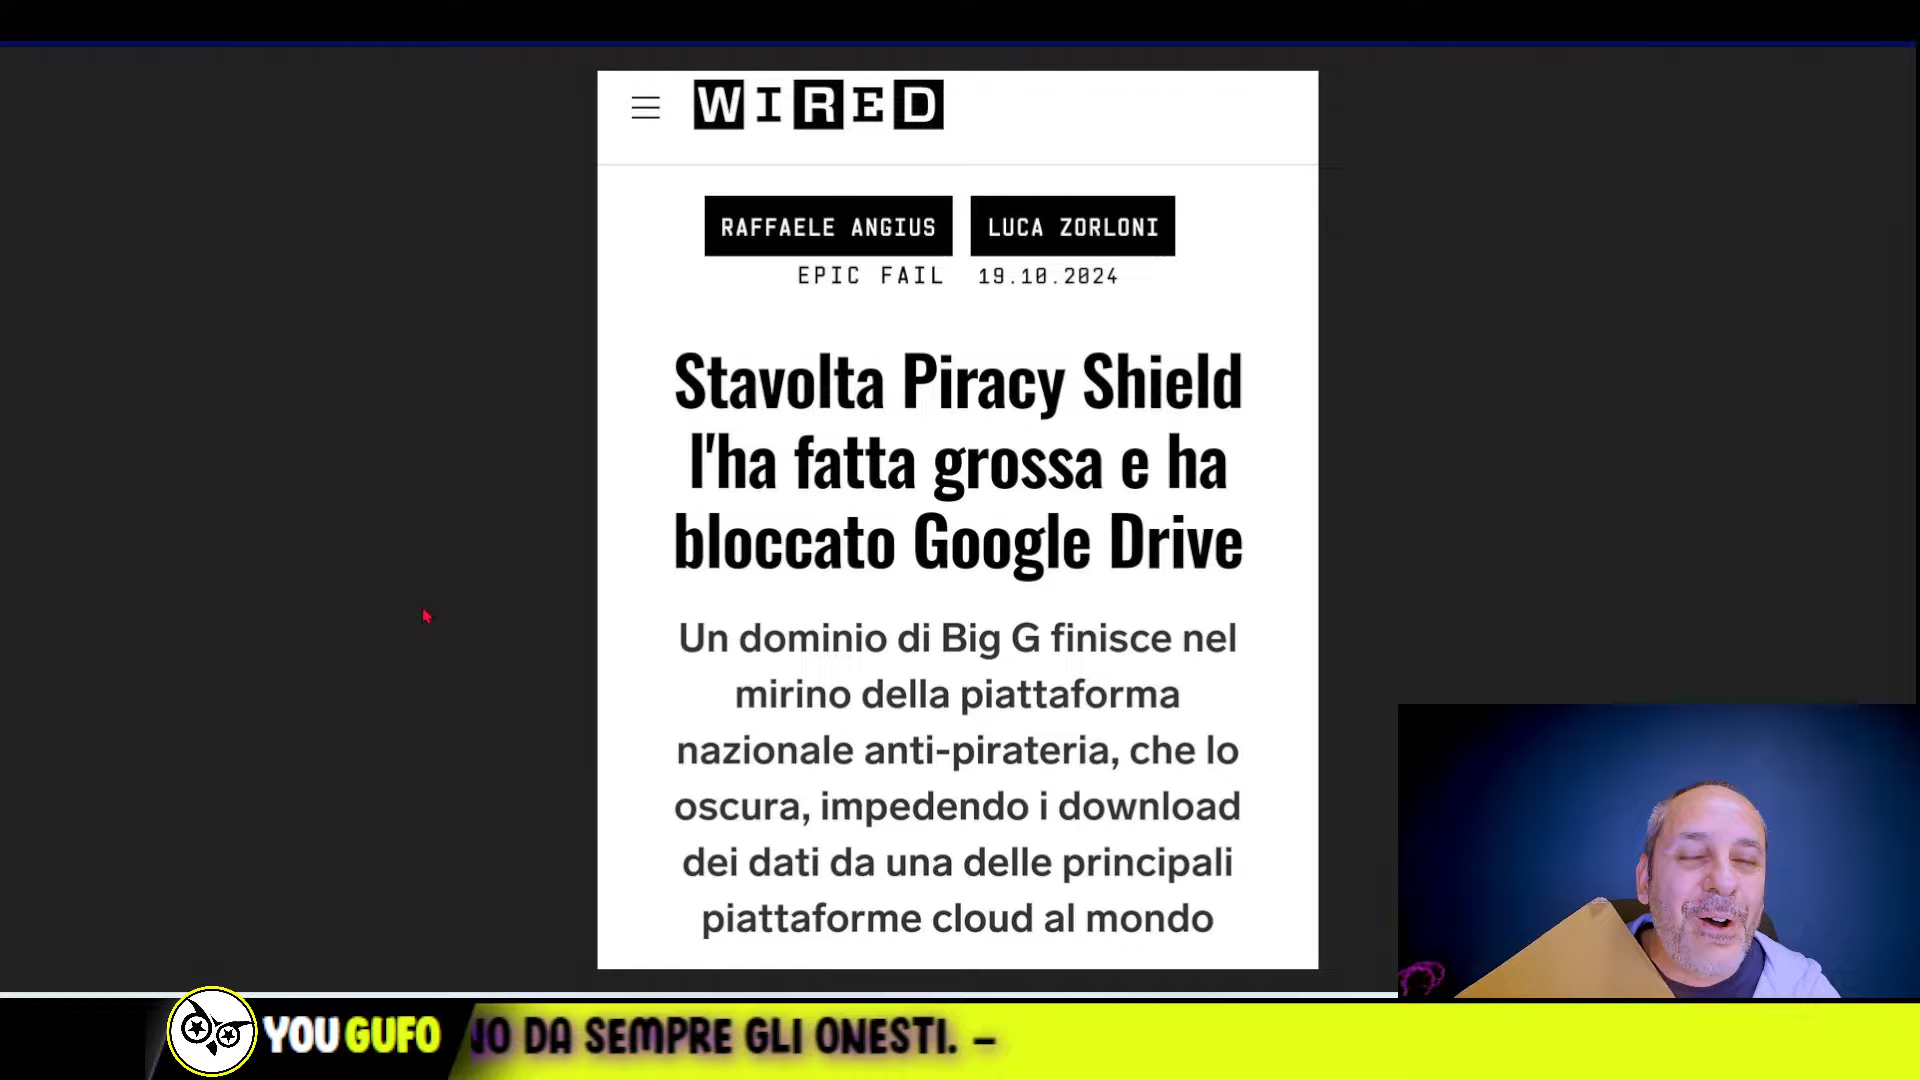 WIRED
RAFFAELE ANGIUS LUCA ZORLONI
EPIC FAIL 19.10.2024
Stavolta Piracy Shield
l'ha fatta grossa e ha
bloccato Google Drive
Un dominio di Big G finisce nel
mirino della piattaforma
nazionale anti-pirateria, che lo
oscura, impedendo i download
dei dati da una delle principali
piattaforme cloud al mondo
YOUGUFO
DA SEMPRE GLI ONESTI. –